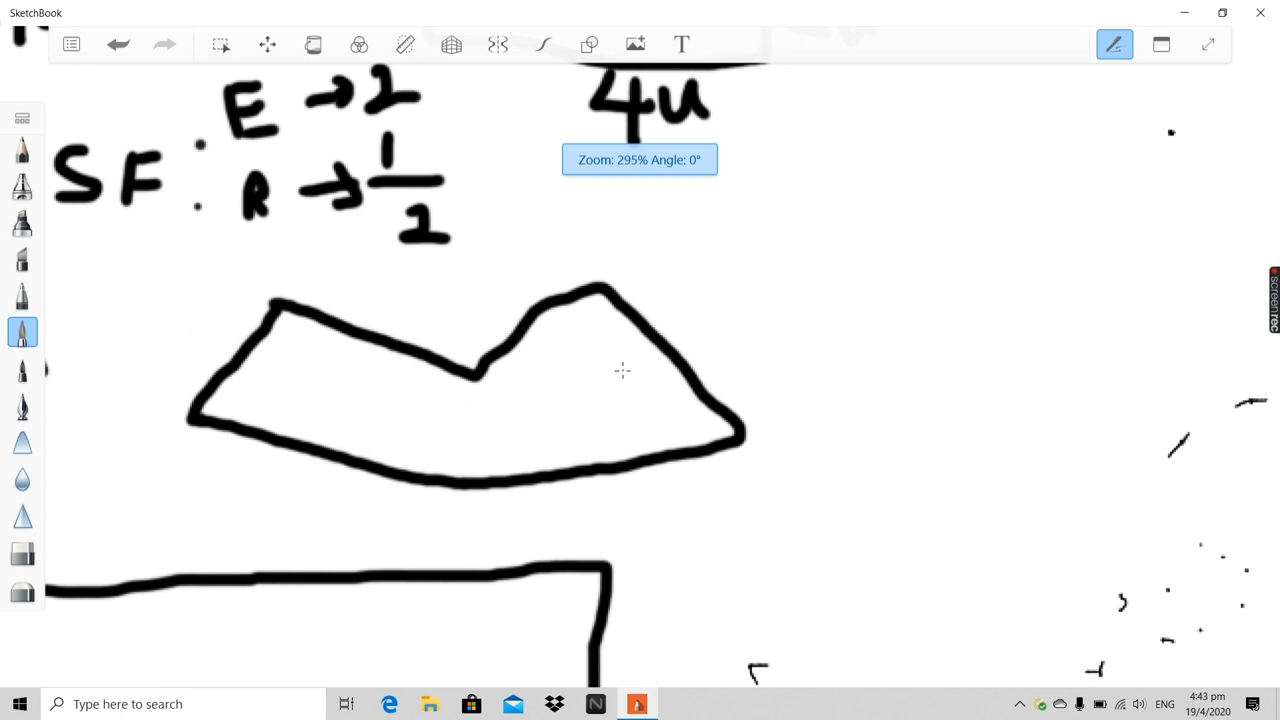 SketchBook
T
E → 2
4u
SF :
R → 1/2
Zoom: 295% Angle: 0°
screenrec
Type here to search
N
ENG
4:43 pm
19/4/2020